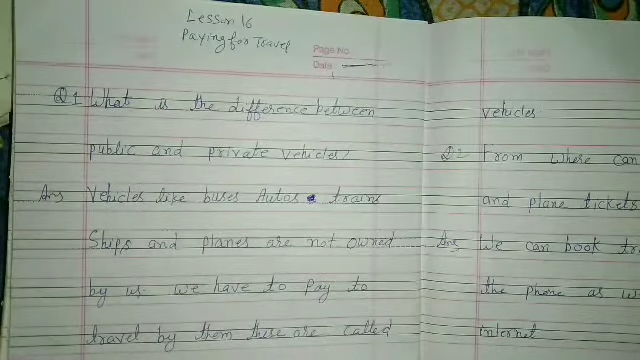 Lesson 16
Paying for Travel
Page No.
Date
Q1 What is the difference between
public and private vehicles?
Ans Vehicles like buses Autos trains
Ships and planes are not owned
by us. We have to pay to
travel by them these are called
vehicles
Q2 From where can
and plane tickets
Ans We can book
the phone as
internet